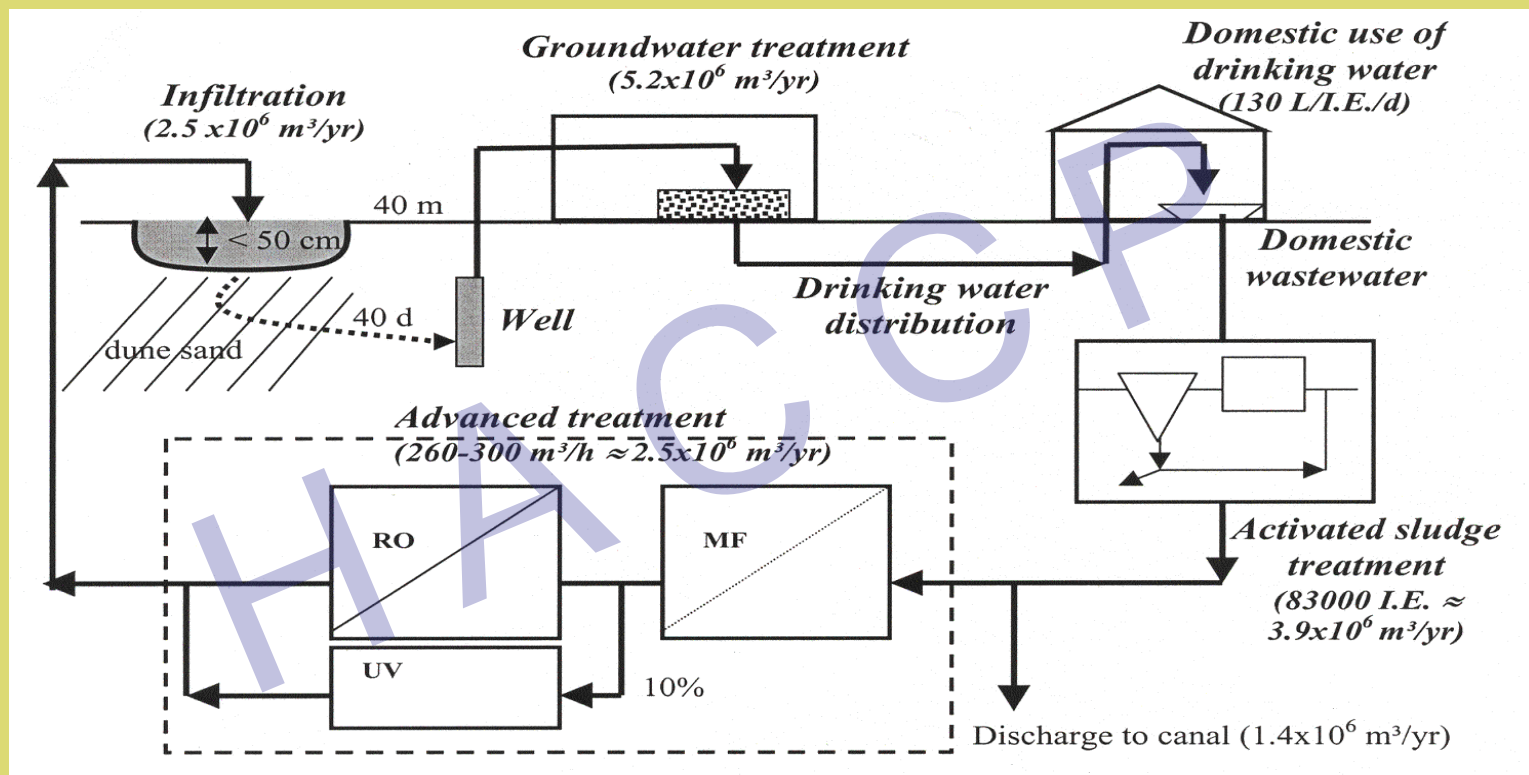 Groundwater treatment
(5.2x10⁶ m³/yr)
Domestic use of
drinking water
(130 L/I.E./d)
Infiltration
(2.5 x10⁶ m³/yr)
40 m
< 50 cm
Domestic
wastewater
Drinking water
distribution
Well
40 d
dune sand
Advanced treatment
(260-300 m³/h ≈2.5x10⁶ m³/yr)
RO
MF
UV
10%
Activated sludge
treatment
(83000 I.E. ≈
3.9x10⁶ m³/yr)
Discharge to canal (1.4x10⁶ m³/yr)
HACCP